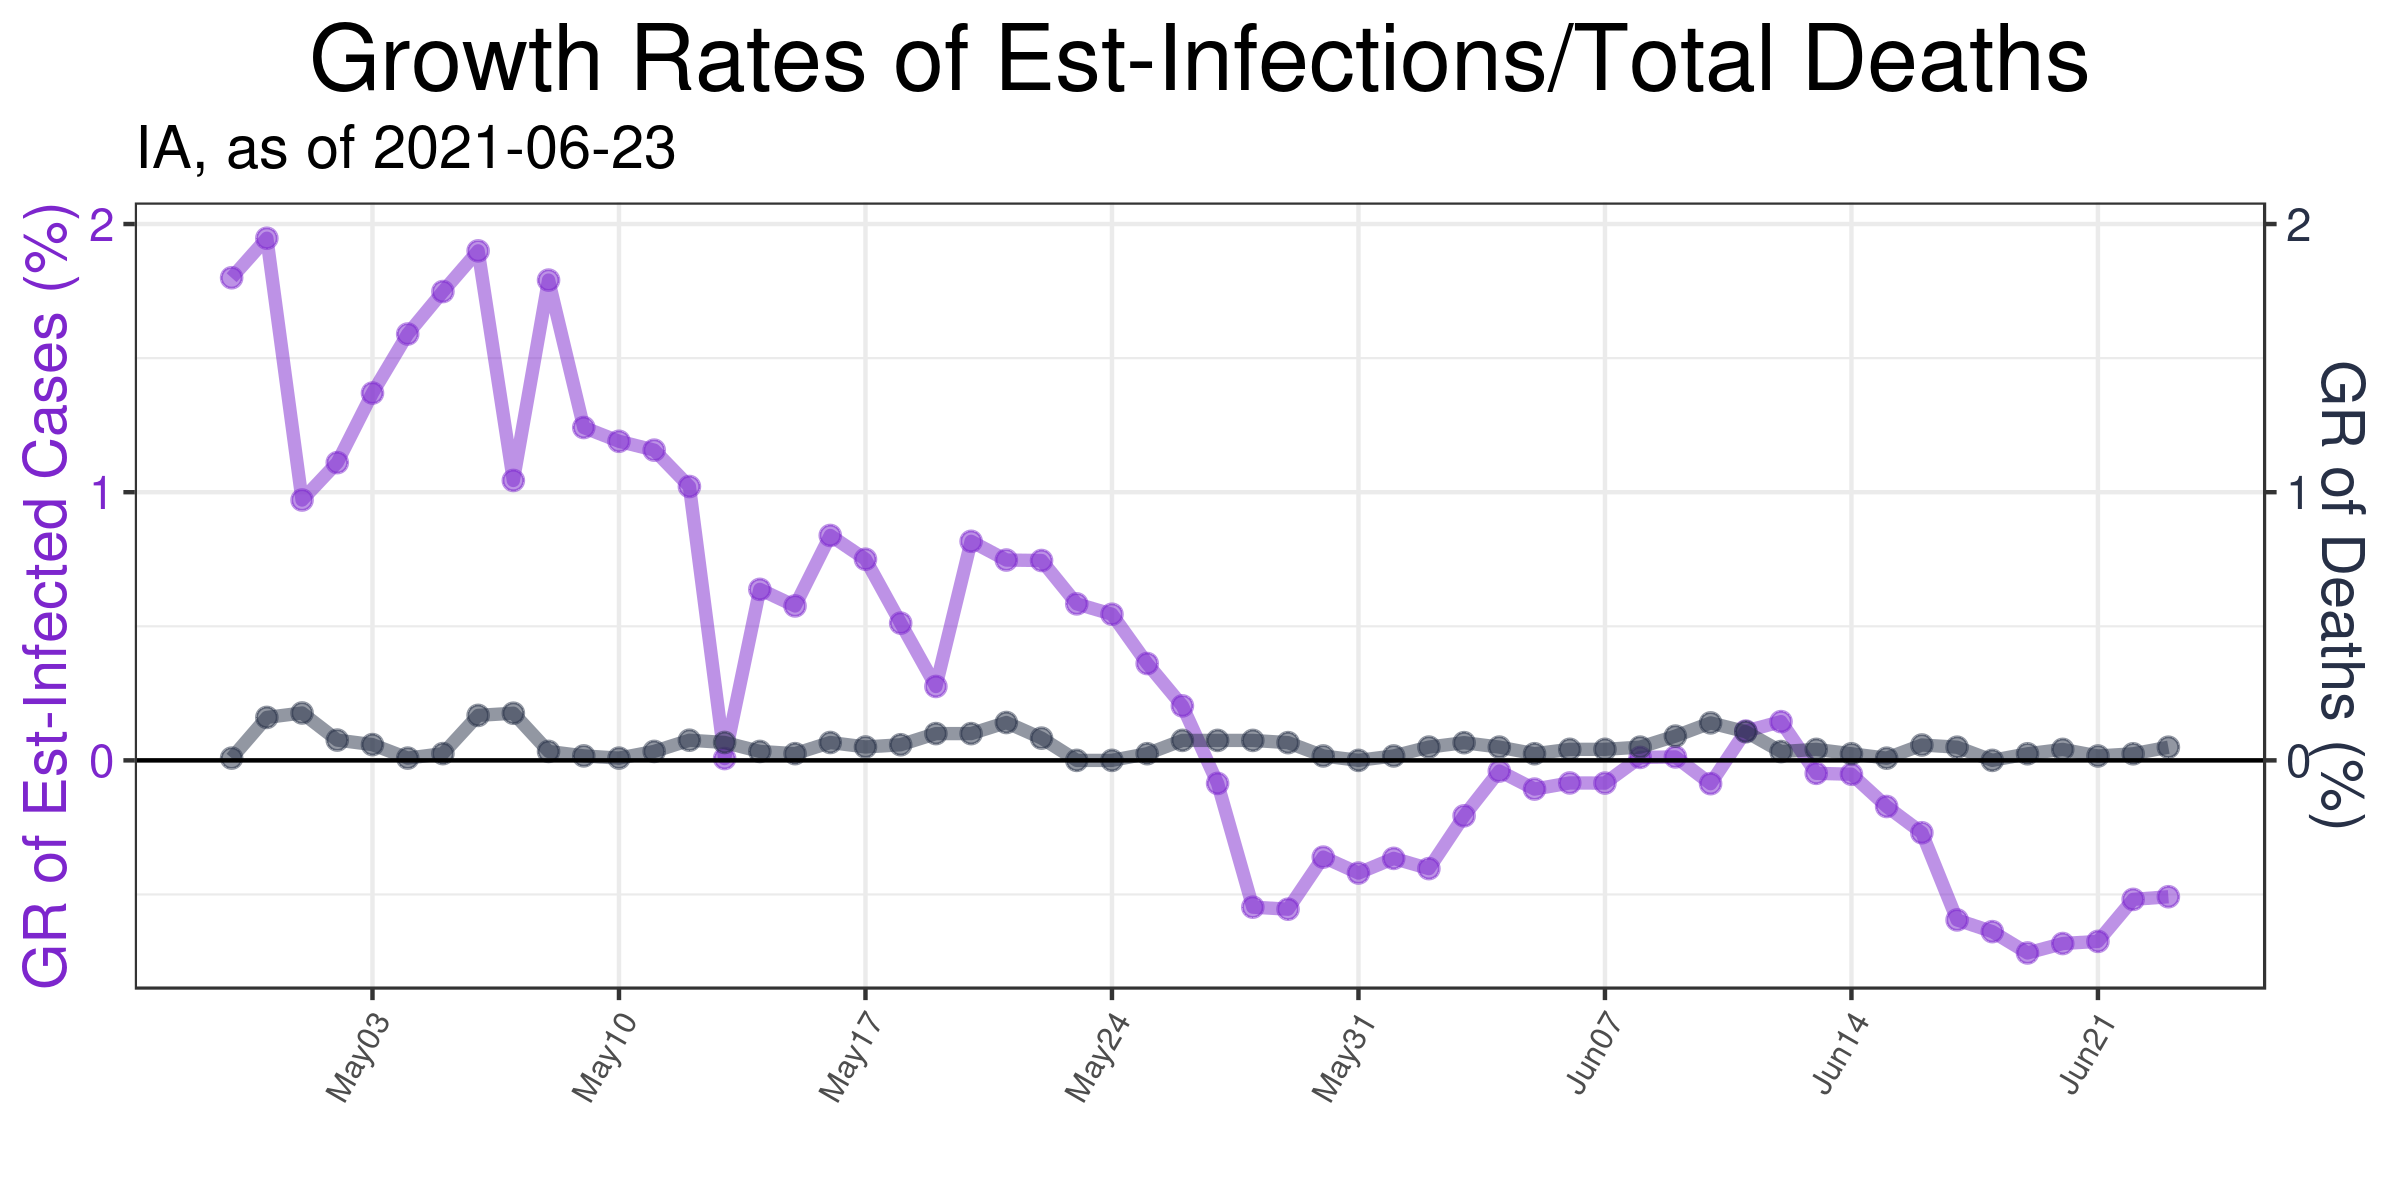 Growth Rates of Est-Infections/Total Deaths
IA, as of 2021-06-23
GR of Est-Infected Cases (%)
2
1
0
2
1
0
GR of Deaths (%)
May03
May10
May17
May24
May31
Jun07
Jun14
Jun21